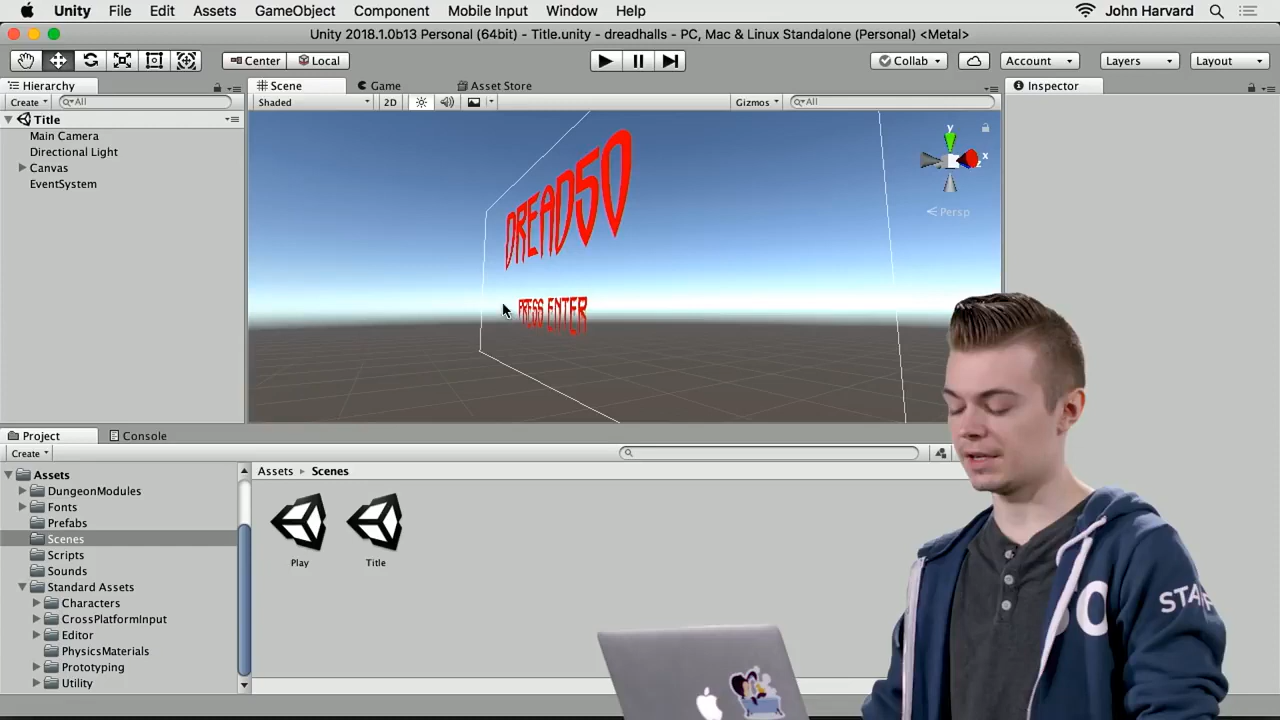 Unity File Edit Assets GameObject Component Mobile Input Window Help John Harvard
Unity 2018.1.0b13 Personal (64bit) - Title.unity - dreadhalls - PC, Mac & Linux Standalone (Personal) <Metal>
Center Local Collab Account Layers Layout
Hierarchy Scene Game Asset Store Inspector
Create All Shaded 2D Gizmos All
Title
Main Camera
Directional Light
Canvas
EventSystem
y
x
Persp
DREAD50
PRESS ENTER
Project Console
Create
Assets
DungeonModules
Fonts
Prefabs
Scenes
Scripts
Sounds
Standard Assets
Characters
CrossPlatformInput
Editor
PhysicsMaterials
Prototyping
Utility
Assets Scenes
Play Title
50
STAF